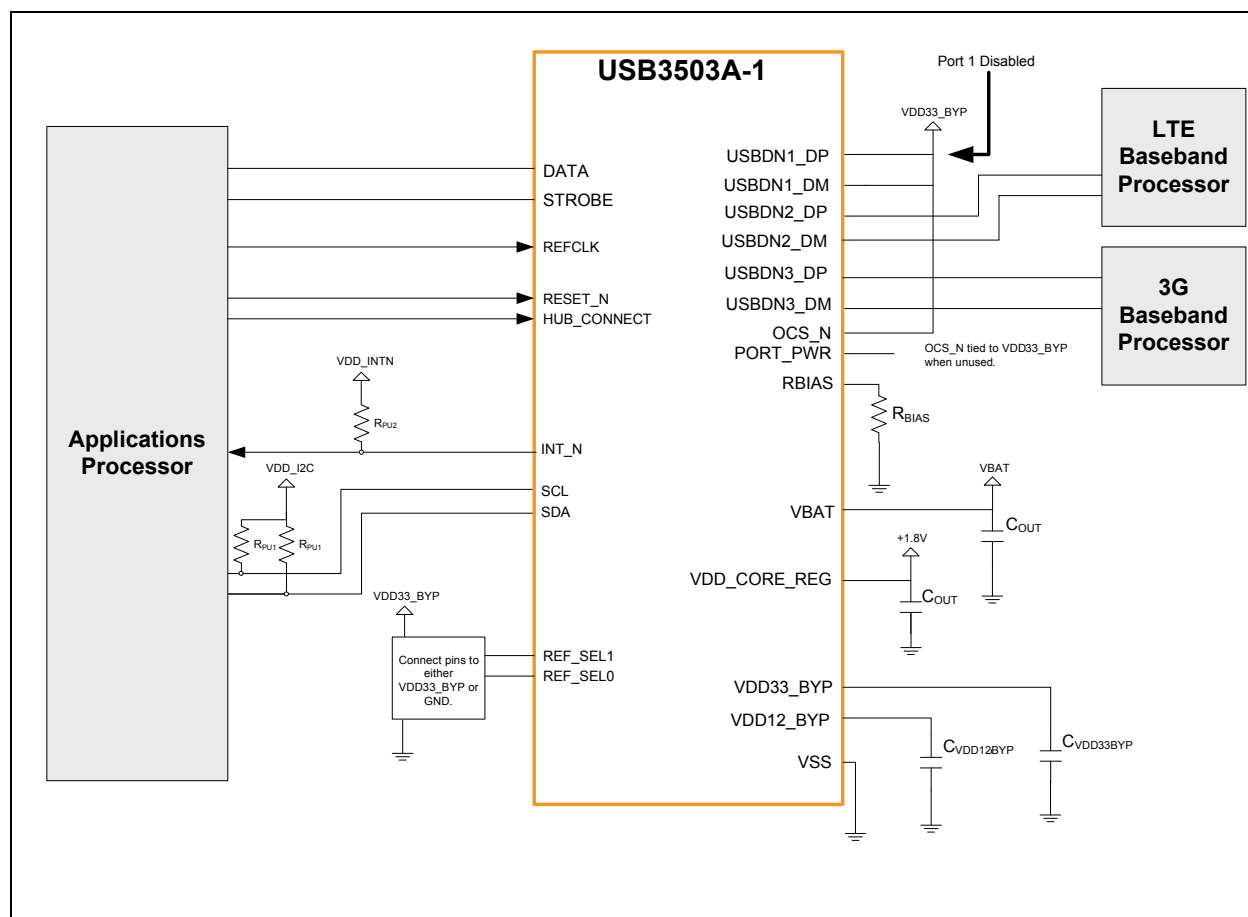 USB3503A-1
Port 1 Disabled
VDD33_BYP
LTE
Baseband
Processor
3G
Baseband
Processor
Applications
Processor
DATA
STROBE
REFCLK
RESET_N
HUB_CONNECT
VDD_INTN
RPU2
INT_N
VDD_I2C
SCL
SDA
RPU1
RPU1
VDD33_BYP
Connect pins to
either
VDD33_BYP or
GND.
REF_SEL1
REF_SEL0
USBDN1_DP
USBDN1_DM
USBDN2_DP
USBDN2_DM
USBDN3_DP
USBDN3_DM
OCS_N
PORT_PWR
OCS_N tied to VDD33_BYP
when unused.
RBIAS
RBIAS
VBAT
VBAT
COUT
+1.8V
VDD_CORE_REG
COUT
VDD33_BYP
VDD12_BYP
CVDD12BYP
CVDD33BYP
VSS